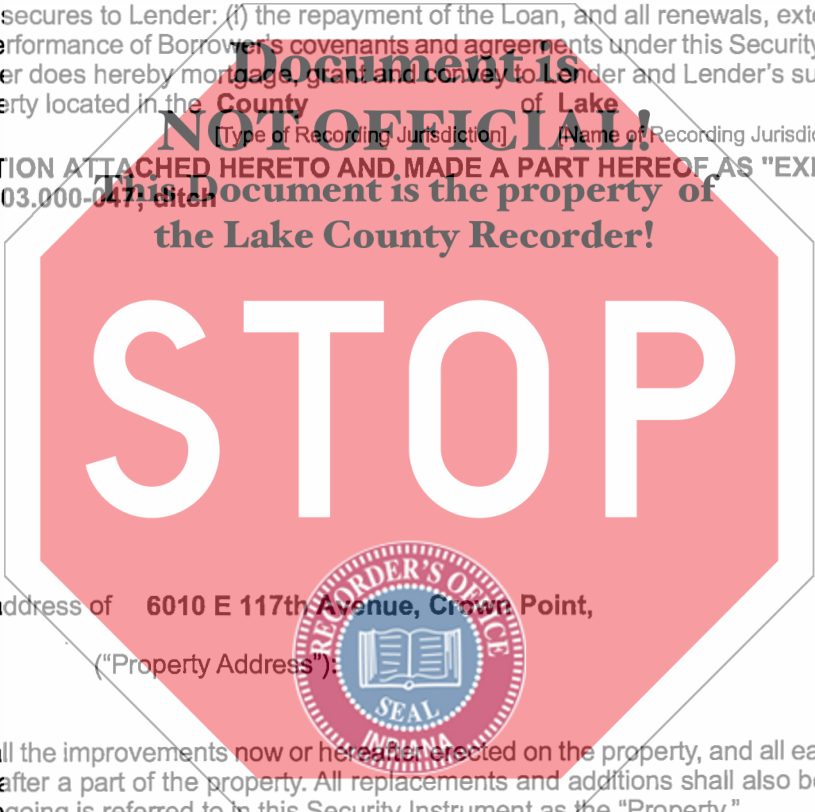 secures to Lender: (i) the repayment of the Loan, and all renewals, exte
erformance of Borrower's covenants and agreements under this Security
er does hereby mortgage, grant and convey to Lender and Lender's su
Document is
erty located in the County of Lake
NOT OFFICIAL!
[Type of Recording Jurisdiction] [Name of Recording Jurisdic
TION ATTACHED HERETO AND MADE A PART HEREOF AS "EXH
This Document is the property of
03.000-047; ditch
the Lake County Recorder!
STOP
address of 6010 E 117th Avenue, Crown Point,
RECORDER'S OFFICE
("Property Address"):
SEAL
INDIANA
ll the improvements now or hereafter erected on the property, and all ea
after a part of the property. All replacements and additions shall also be
going is referred to in this Security Instrument as the "Property."